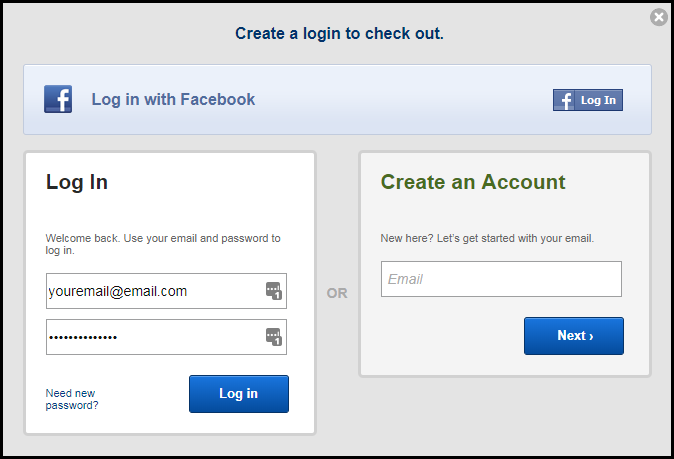 Create a login to check out.
f Log in with Facebook
f Log In
Log In
Welcome back. Use your email and password to
log in.
youremail@email.com
1
••••••••••••••
1
Need new
password?
Log in
OR
Create an Account
New here? Let's get started with your email.
Email
Next ›